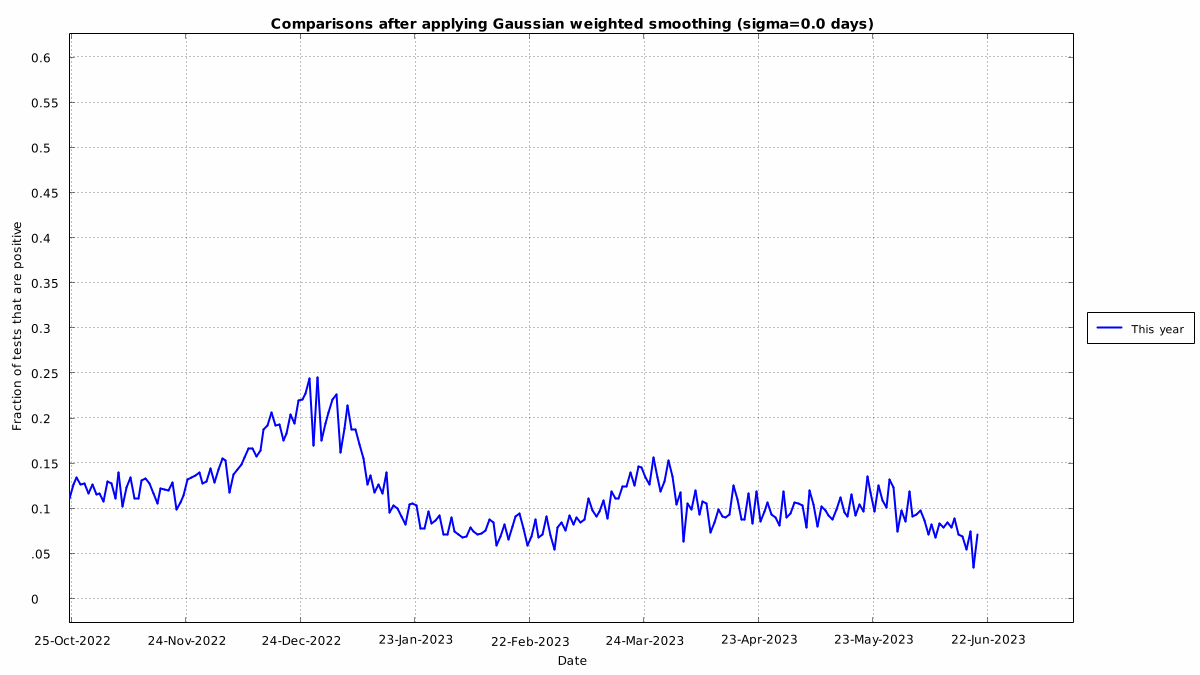 Comparisons after applying Gaussian weighted smoothing (sigma=0.0 days)
0.6
0.55
0.5
0.45
0.4
0.35
0.3
0.25
0.2
0.15
0.1
.05
0
Fraction of tests that are positive
25-Oct-2022 24-Nov-2022 24-Dec-2022 23-Jan-2023 22-Feb-2023 24-Mar-2023 23-Apr-2023 23-May-2023 22-Jun-2023
Date
This year